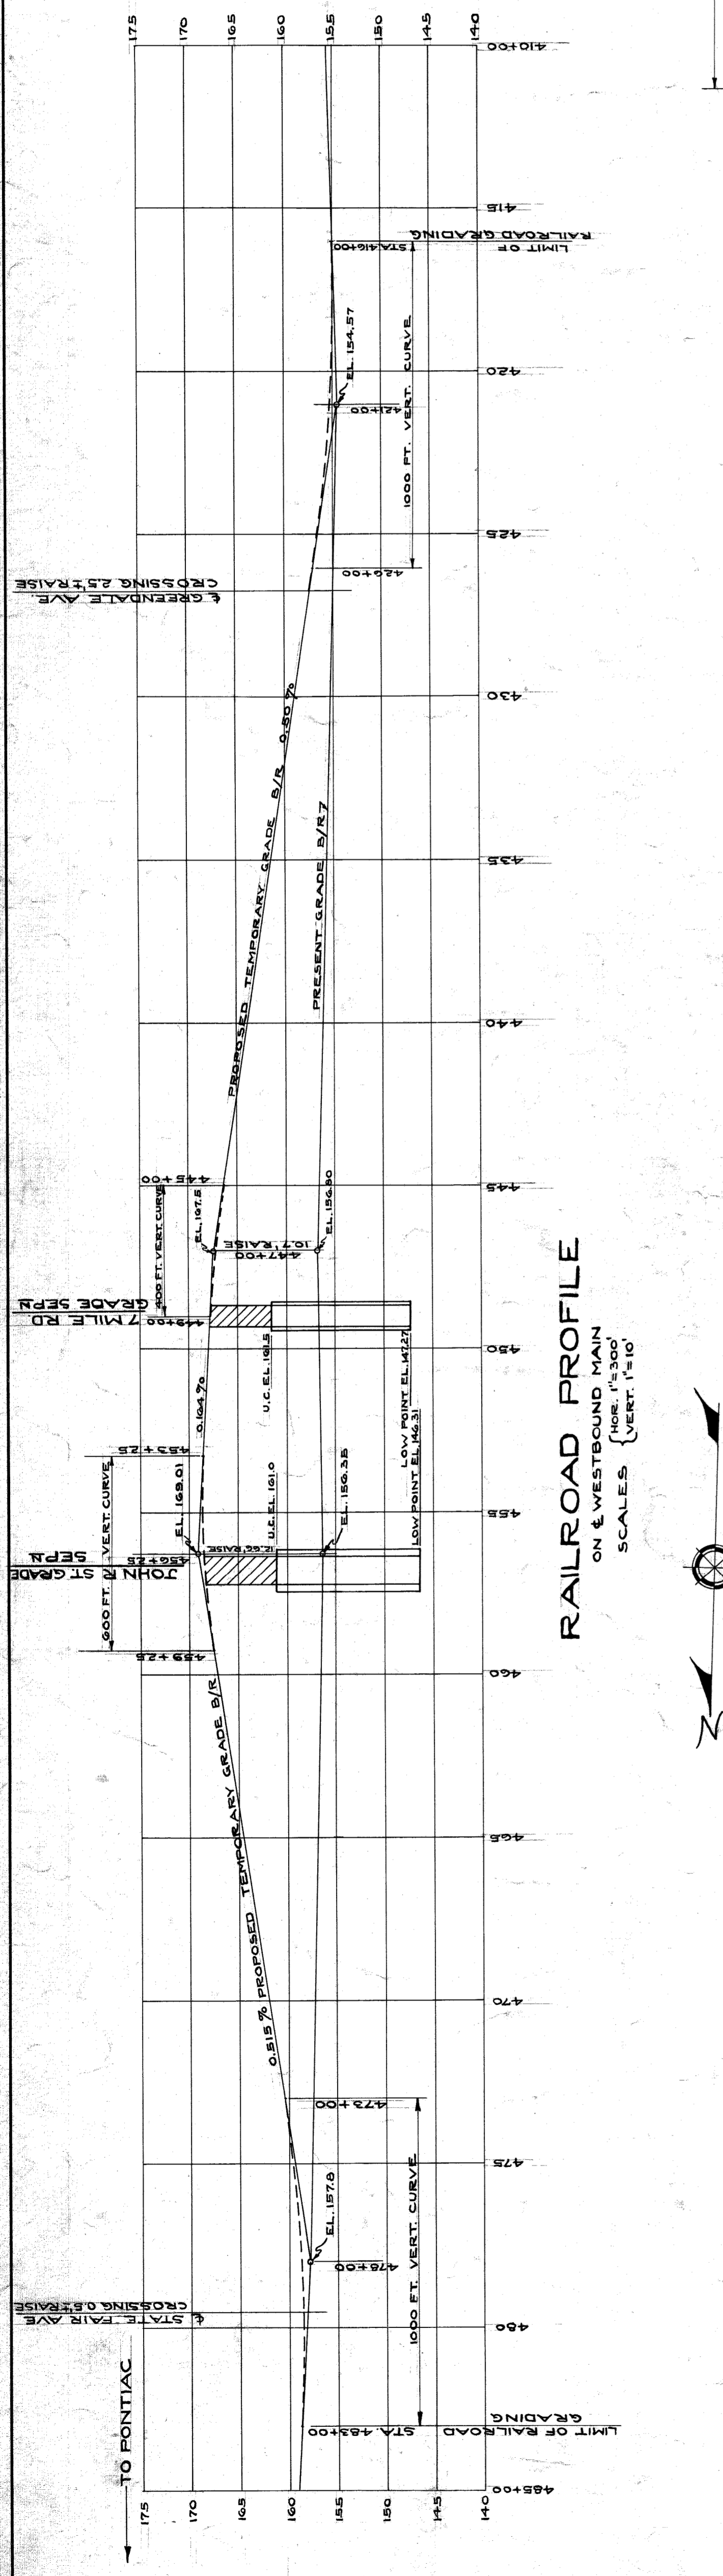 TO PONTIAC
175
170
165
160
155
150
145
140
485+00
480
475
470
465
460
455
450
445
440
435
430
425
420
415
410+00
175
170
165
160
155
150
145
140
LIMIT OF RAILROAD
GRADING
STA. 483+00
1000 FT. VERT. CURVE
℄ STATE FAIR AVE
CROSSING 0.5'± RAISE
478+00
EL. 157.8
473+00
0.515 % PROPOSED TEMPORARY GRADE B/R
459+25
600 FT. VERT. CURVE
JOHN R ST. GRADE
SEPN
456+25
EL. 169.01
12.66' RAISE
EL. 156.35
U.C. EL. 161.0
LOW POINT EL. 146.31
453+25
0.164 %
7 MILE RD.
GRADE SEPN
449+00
400 FT. VERT. CURVE
U.C. EL. 161.5
LOW POINT EL. 147.27
EL. 167.5
447+00
10.7' RAISE
EL. 156.80
445+00
PROPOSED TEMPORARY GRADE B/R 0.50 %
PRESENT GRADE B/R
℄ GREENDALE AVE.
CROSSING 2.5'± RAISE
426+00
1000 FT. VERT. CURVE
421+00
EL. 154.57
STA. 416+00
LIMIT OF
RAILROAD GRADING
RAILROAD PROFILE
ON ℄ WESTBOUND MAIN
SCALES { HOR. 1"=300'
VERT. 1"=10'
N